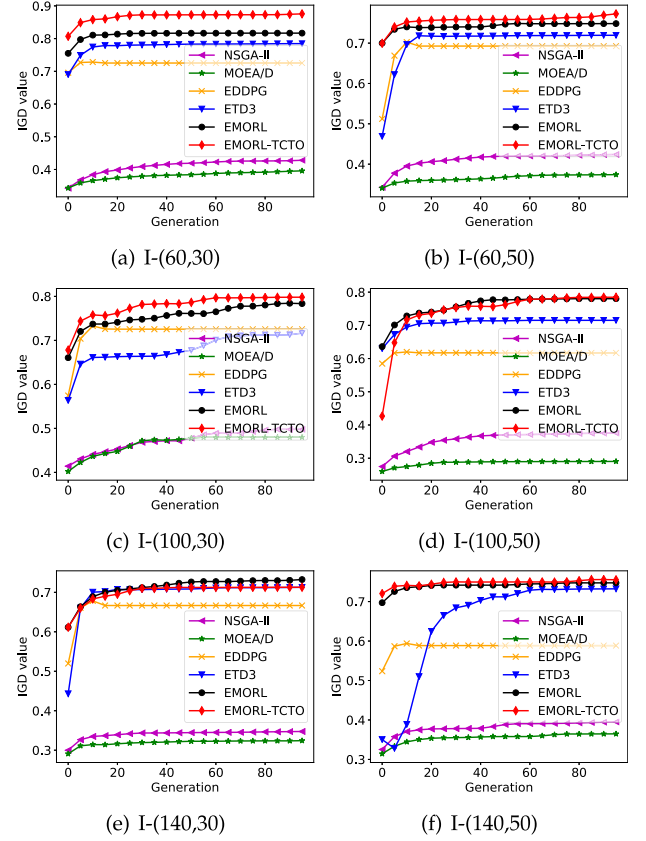 0.9
0.8
0.7
0.6
0.5
0.4
IGD value
NSGA-II
MOEA/D
EDDPG
ETD3
EMORL
EMORL-TCTO
0 20 40 60 80
Generation
(a) I-(60,30)
0.7
0.6
0.5
0.4
IGD value
NSGA-II
MOEA/D
EDDPG
ETD3
EMORL
EMORL-TCTO
0 20 40 60 80
Generation
(b) I-(60,50)
0.8
0.7
0.6
0.5
0.4
IGD value
NSGA-II
MOEA/D
EDDPG
ETD3
EMORL
EMORL-TCTO
0 20 40 60 80
Generation
(c) I-(100,30)
0.8
0.7
0.6
0.5
0.4
0.3
IGD value
NSGA-II
MOEA/D
EDDPG
ETD3
EMORL
EMORL-TCTO
0 20 40 60 80
Generation
(d) I-(100,50)
0.7
0.6
0.5
0.4
0.3
IGD value
NSGA-II
MOEA/D
EDDPG
ETD3
EMORL
EMORL-TCTO
0 20 40 60 80
Generation
(e) I-(140,30)
0.7
0.6
0.5
0.4
0.3
IGD value
NSGA-II
MOEA/D
EDDPG
ETD3
EMORL
EMORL-TCTO
0 20 40 60 80
Generation
(f) I-(140,50)